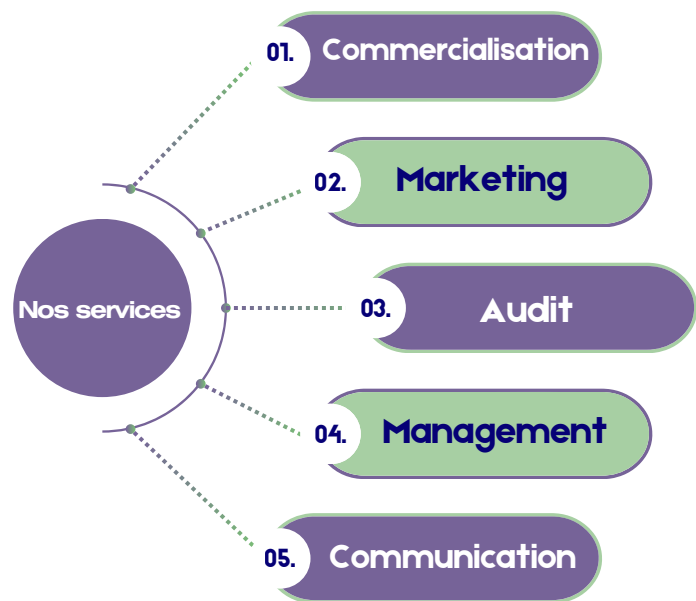 Nos services
01. Commercialisation
02. Marketing
03. Audit
04. Management
05. Communication